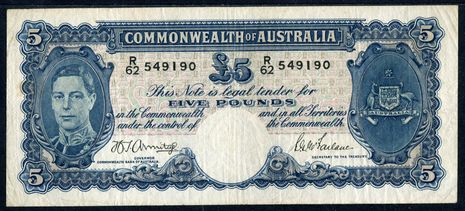 5 COMMONWEALTH OF AUSTRALIA 5
R/62 549190 £5 R/62 549190
This Note is legal tender for
FIVE POUNDS
in the Commonwealth and in all Territories
under the control of the Commonwealth.
H T Armitage S G McFarlane
GOVERNOR SECRETARY TO THE TREASURY
COMMONWEALTH BANK OF AUSTRALIA
5 5